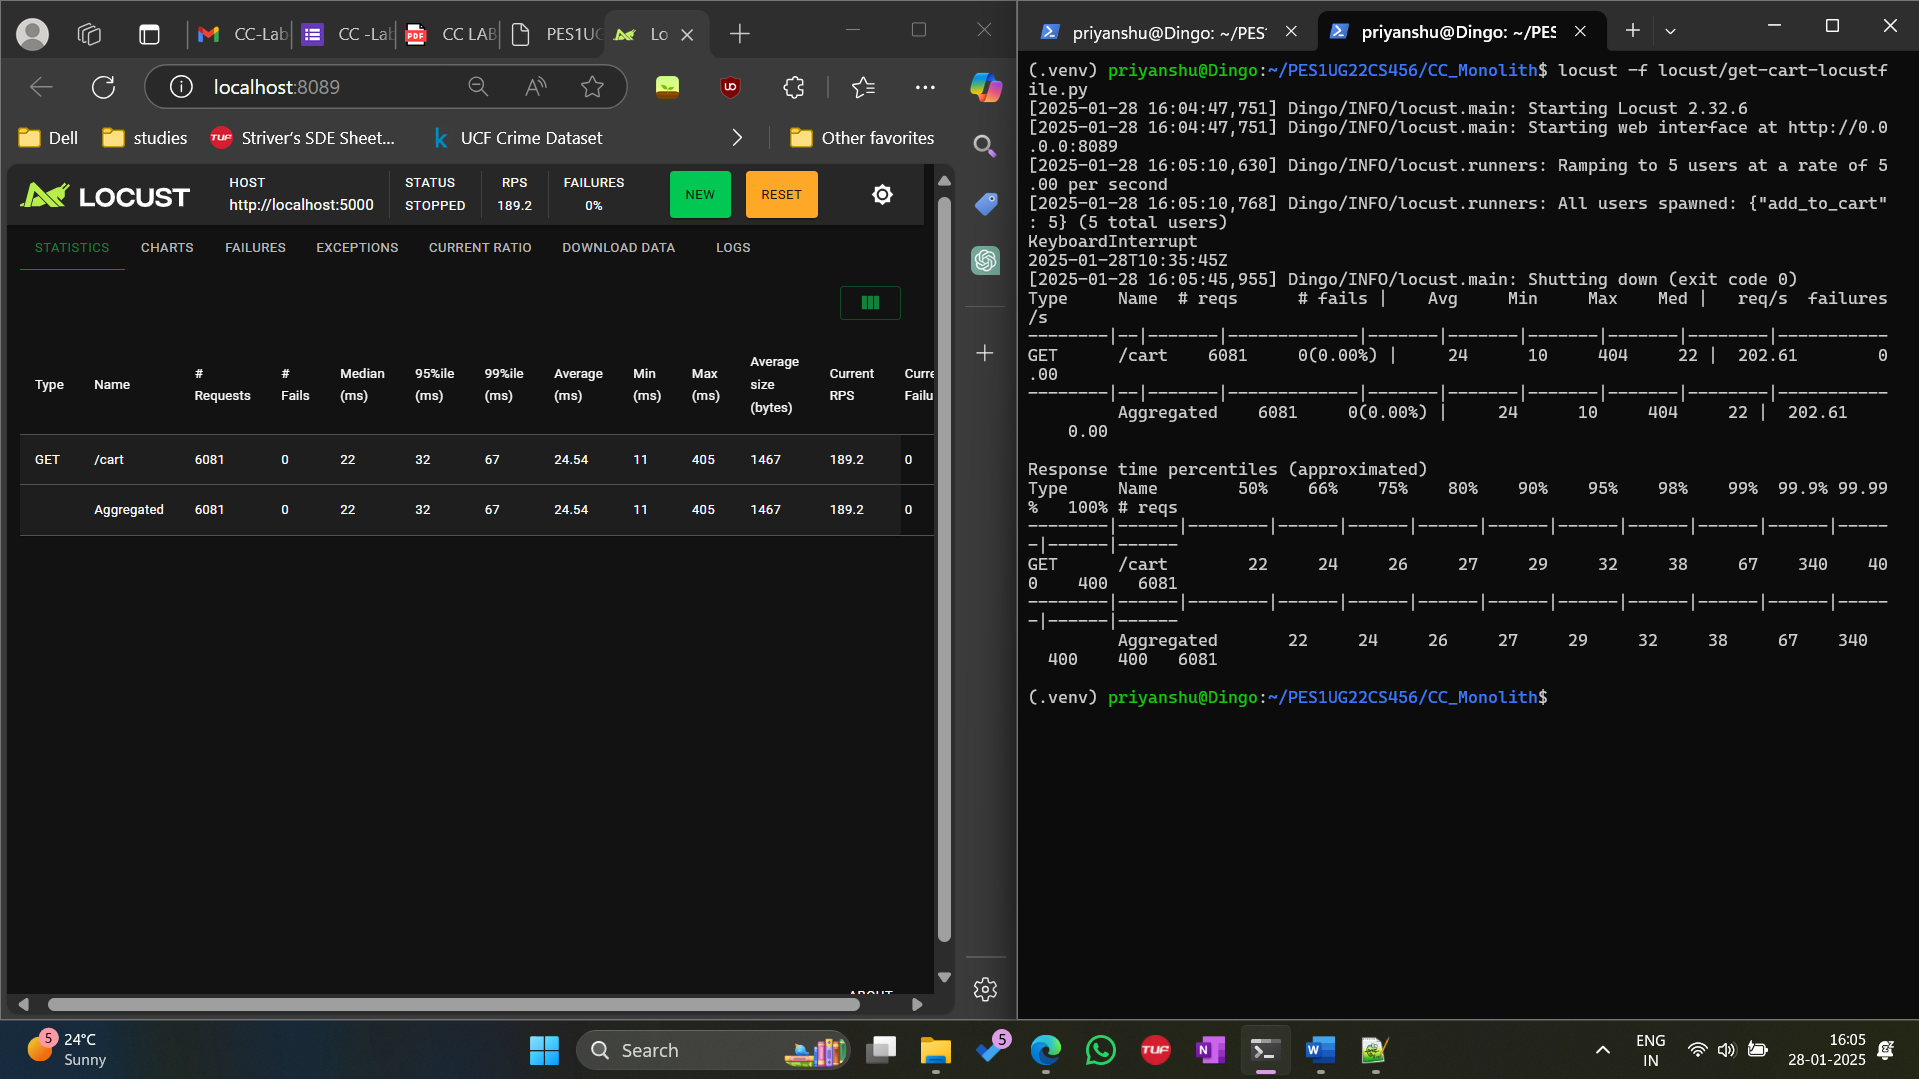 CC-Lab
CC -Lab
CC LAB
PES1UG
Lo
localhost:8089
Dell
studies
Striver's SDE Sheet...
UCF Crime Dataset
Other favorites
LOCUST
HOST
http://localhost:5000
STATUS
STOPPED
RPS
189.2
FAILURES
0%
NEW
RESET
STATISTICS CHARTS FAILURES EXCEPTIONS CURRENT RATIO DOWNLOAD DATA LOGS
Type Name # Requests # Fails Median (ms) 95%ile (ms) 99%ile (ms) Average (ms) Min (ms) Max (ms) Average size (bytes) Current RPS Curre Failu
GET /cart 6081 0 22 32 67 24.54 11 405 1467 189.2 0
Aggregated 6081 0 22 32 67 24.54 11 405 1467 189.2 0
ABOUT
priyanshu@Dingo: ~/PES
priyanshu@Dingo: ~/PES
(.venv) priyanshu@Dingo:~/PES1UG22CS456/CC_Monolith$ locust -f locust/get-cart-locustf
ile.py
[2025-01-28 16:04:47,751] Dingo/INFO/locust.main: Starting Locust 2.32.6
[2025-01-28 16:04:47,751] Dingo/INFO/locust.main: Starting web interface at http://0.0
.0.0:8089
[2025-01-28 16:05:10,630] Dingo/INFO/locust.runners: Ramping to 5 users at a rate of 5
.00 per second
[2025-01-28 16:05:10,768] Dingo/INFO/locust.runners: All users spawned: {"add_to_cart"
: 5} (5 total users)
KeyboardInterrupt
2025-01-28T10:35:45Z
[2025-01-28 16:05:45,955] Dingo/INFO/locust.main: Shutting down (exit code 0)
Type     Name  # reqs      # fails |    Avg     Min     Max    Med |   req/s  failures
/s
--------|--|-------|-------------|-------|-------|-------|-------|--------|-----------
GET      /cart    6081     0(0.00%) |     24      10     404     22 |  202.61        0
.00
--------|--|-------|-------------|-------|-------|-------|-------|--------|-----------
         Aggregated    6081     0(0.00%) |     24      10     404     22 |  202.61
    0.00
Response time percentiles (approximated)
Type     Name        50%    66%    75%    80%    90%    95%    98%    99%  99.9% 99.99
%   100% # reqs
--------|------|--------|------|------|------|------|------|------|------|------|-----
-|------|------
GET      /cart        22     24     26     27     29     32     38     67    340    40
0    400   6081
--------|------|--------|------|------|------|------|------|------|------|------|-----
-|------|------
         Aggregated       22     24     26     27     29     32     38     67    340
  400    400   6081
(.venv) priyanshu@Dingo:~/PES1UG22CS456/CC_Monolith$
5
24°C
Sunny
Search
5
TUF
ENG
IN
16:05
28-01-2025